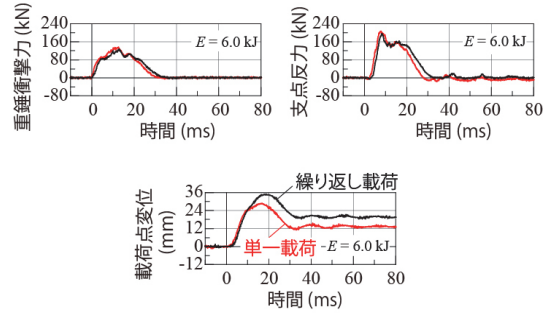 重錘衝撃力 (kN)
240
160
80
0
-80
E = 6.0 kJ
0 20 40 60 80
時間 (ms)
支点反力 (kN)
240
160
80
0
-80
E = 6.0 kJ
0 20 40 60 80
時間 (ms)
載荷点変位
(mm)
36
24
12
0
-12
繰り返し載荷
単一載荷
E = 6.0 kJ
0 20 40 60 80
時間 (ms)